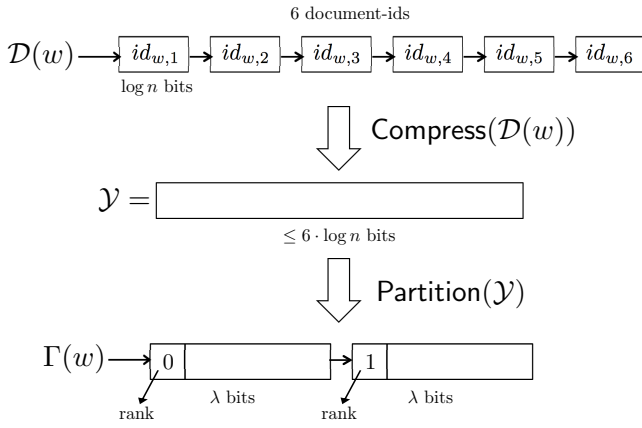 6 document-ids
𝒟(w) id_{w,1} id_{w,2} id_{w,3} id_{w,4} id_{w,5} id_{w,6}
log n bits
Compress(𝒟(w))
𝒴 =
≤ 6 · log n bits
Partition(𝒴)
Γ(w) 0 1
rank λ bits rank λ bits